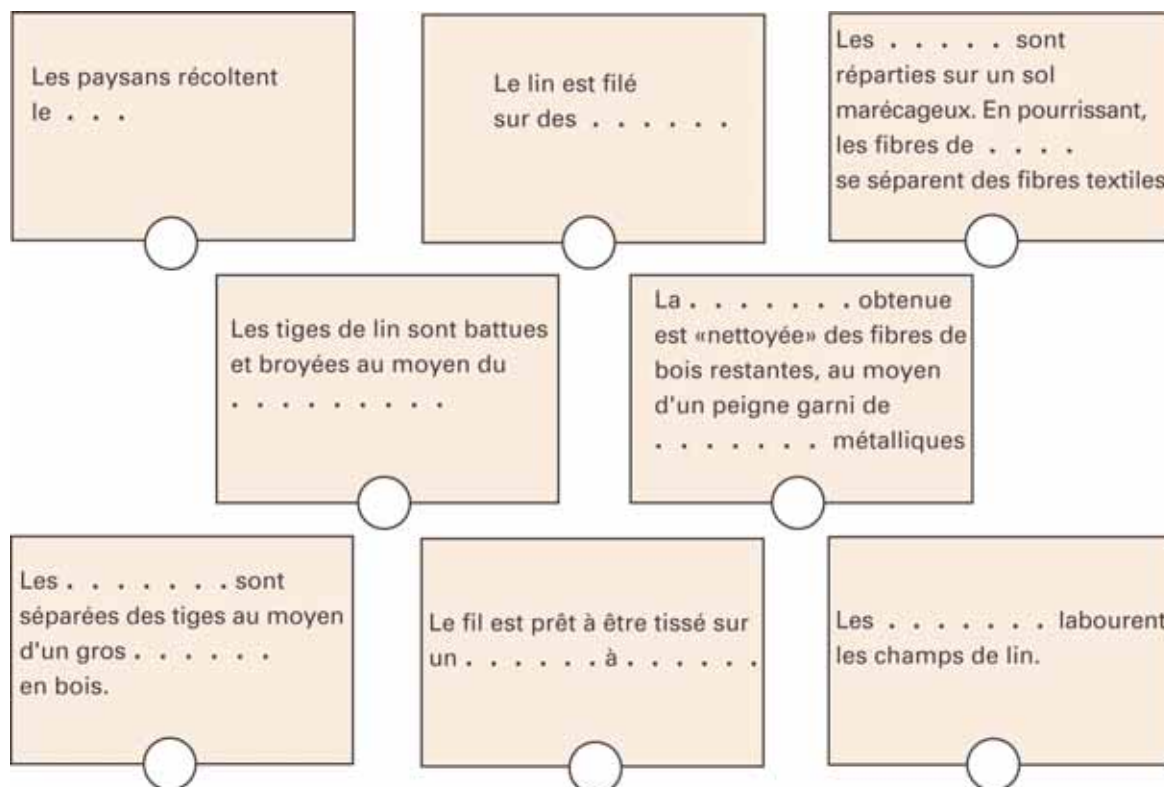 Les paysans récoltent
le . . .
Le lin est filé
sur des . . . . . .
Les . . . . . sont
réparties sur un sol
marécageux. En pourrissant,
les fibres de . . . .
se séparent des fibres textiles
Les tiges de lin sont battues
et broyées au moyen du
. . . . . . . . .
La . . . . . . . obtenue
est «nettoyée» des fibres de
bois restantes, au moyen
d'un peigne garni de
. . . . . . . métalliques
Les . . . . . . . sont
séparées des tiges au moyen
d'un gros . . . . . .
en bois.
Le fil est prêt à être tissé sur
un . . . . . . à . . . . . .
Les . . . . . . . labourent
les champs de lin.